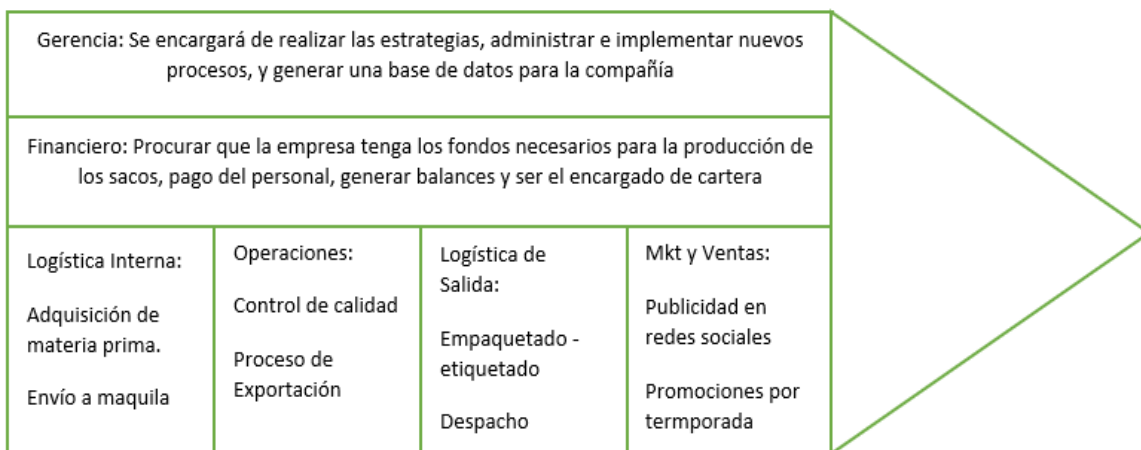 Gerencia: Se encargará de realizar las estrategias, administrar e implementar nuevos
procesos, y generar una base de datos para la compañía
Financiero: Procurar que la empresa tenga los fondos necesarios para la producción de
los sacos, pago del personal, generar balances y ser el encargado de cartera
Logística Interna:
Adquisición de
materia prima.
Envío a maquila
Operaciones:
Control de calidad
Proceso de
Exportación
Logística de
Salida:
Empaquetado -
etiquetado
Despacho
Mkt y Ventas:
Publicidad en
redes sociales
Promociones por
termporada